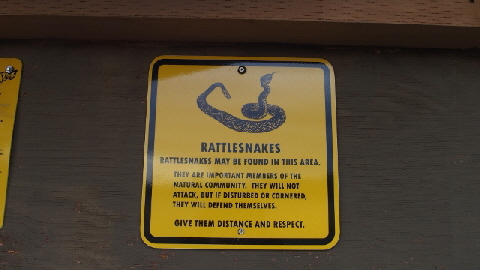 RATTLESNAKES
RATTLESNAKES MAY BE FOUND IN THIS AREA.
THEY ARE IMPORTANT MEMBERS OF THE
NATURAL COMMUNITY. THEY WILL NOT
ATTACK, BUT IF DISTURBED OR CORNERED,
THEY WILL DEFEND THEMSELVES.
GIVE THEM DISTANCE AND RESPECT.